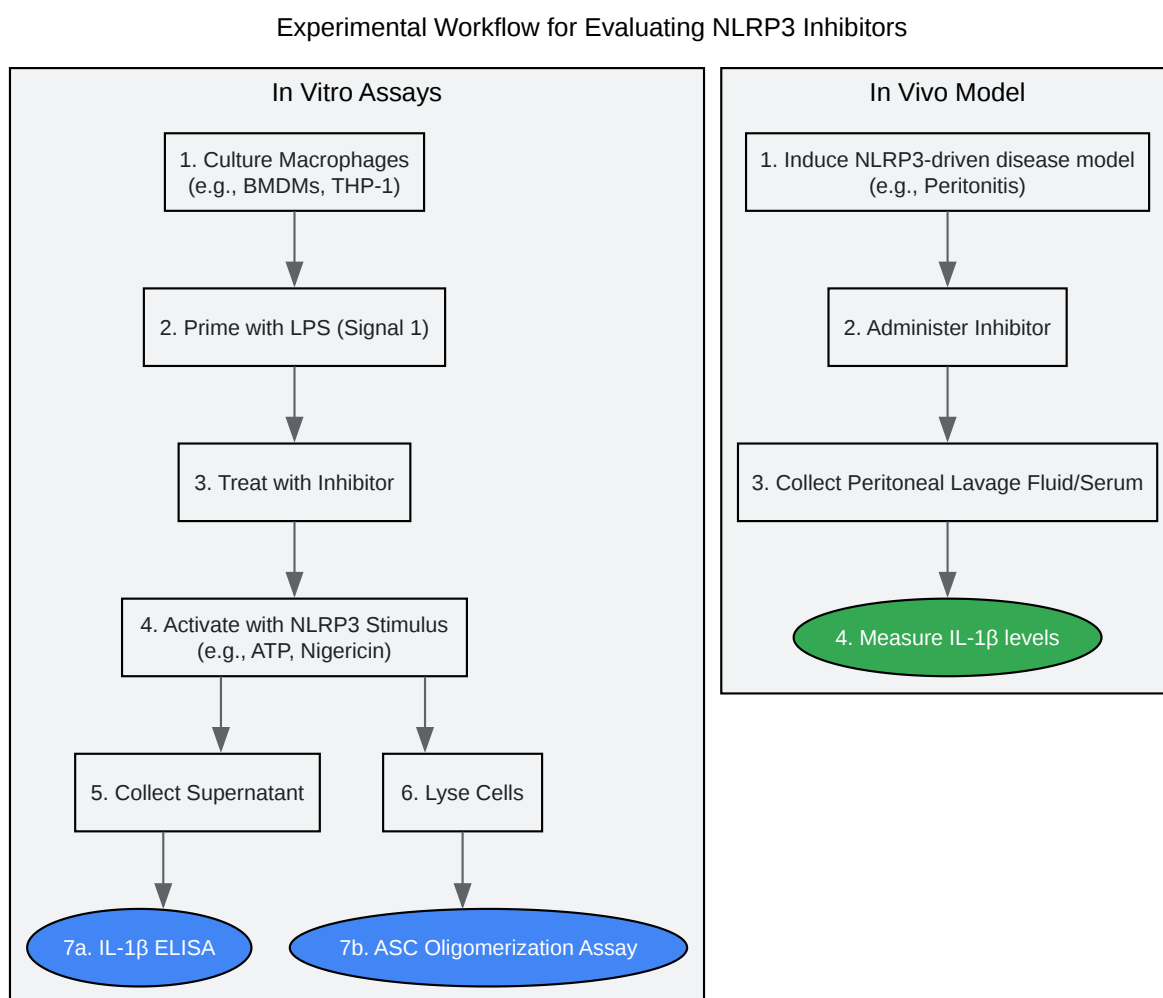 Experimental Workflow for Evaluating NLRP3 Inhibitors
In Vitro Assays
1. Culture Macrophages
(e.g., BMDMs, THP-1)
2. Prime with LPS (Signal 1)
3. Treat with Inhibitor
4. Activate with NLRP3 Stimulus
(e.g., ATP, Nigericin)
5. Collect Supernatant
6. Lyse Cells
7a. IL-1β ELISA
7b. ASC Oligomerization Assay
In Vivo Model
1. Induce NLRP3-driven disease model
(e.g., Peritonitis)
2. Administer Inhibitor
3. Collect Peritoneal Lavage Fluid/Serum
4. Measure IL-1β levels